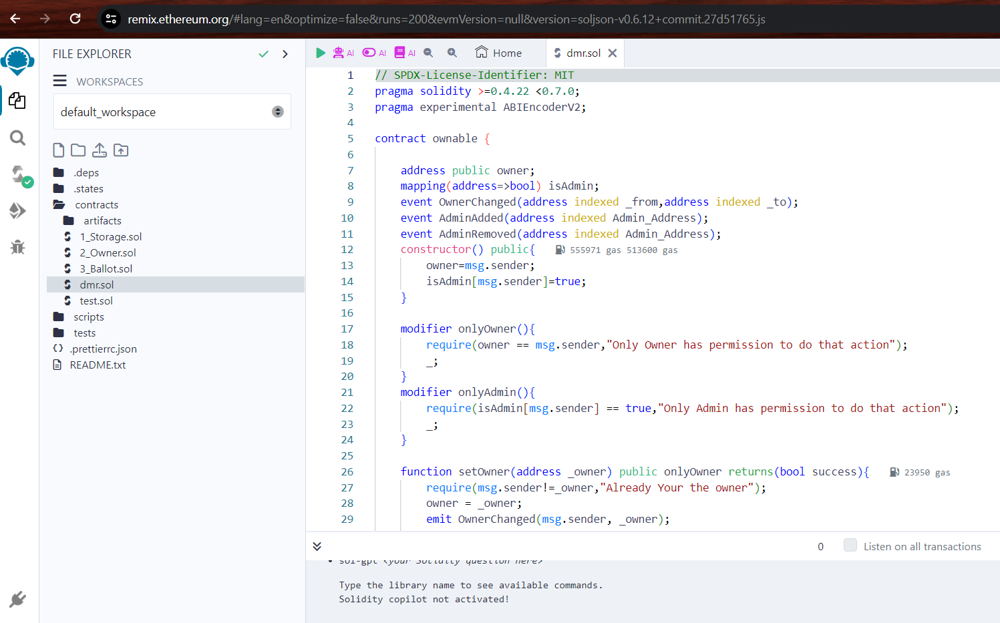 remix.ethereum.org/#lang=en&optimize=false&runs=200&evmVersion=null&version=soljson-v0.6.12+commit.27d51765.js
FILE EXPLORER
WORKSPACES
default_workspace
.deps
.states
contracts
artifacts
1_Storage.sol
2_Owner.sol
3_Ballot.sol
dmr.sol
test.sol
scripts
tests
.prettierrc.json
README.txt
AI AI AI Home dmr.sol
1 // SPDX-License-Identifier: MIT
2 pragma solidity >=0.4.22 <0.7.0;
3 pragma experimental ABIEncoderV2;
4
5 contract ownable {
6
7 address public owner;
8 mapping(address=>bool) isAdmin;
9 event OwnerChanged(address indexed _from,address indexed _to);
10 event AdminAdded(address indexed Admin_Address);
11 event AdminRemoved(address indexed Admin_Address);
12 constructor() public{ 555971 gas 513600 gas
13 owner=msg.sender;
14 isAdmin[msg.sender]=true;
15 }
16
17 modifier onlyOwner(){
18 require(owner == msg.sender,"Only Owner has permission to do that action");
19 _;
20 }
21 modifier onlyAdmin(){
22 require(isAdmin[msg.sender] == true,"Only Admin has permission to do that action");
23 _;
24 }
25
26 function setOwner(address _owner) public onlyOwner returns(bool success){ 23950 gas
27 require(msg.sender!=_owner,"Already Your the owner");
28 owner = _owner;
29 emit OwnerChanged(msg.sender, _owner);
0 Listen on all transactions
• sol-gpt <your Solidity question here>
Type the library name to see available commands.
Solidity copilot not activated!